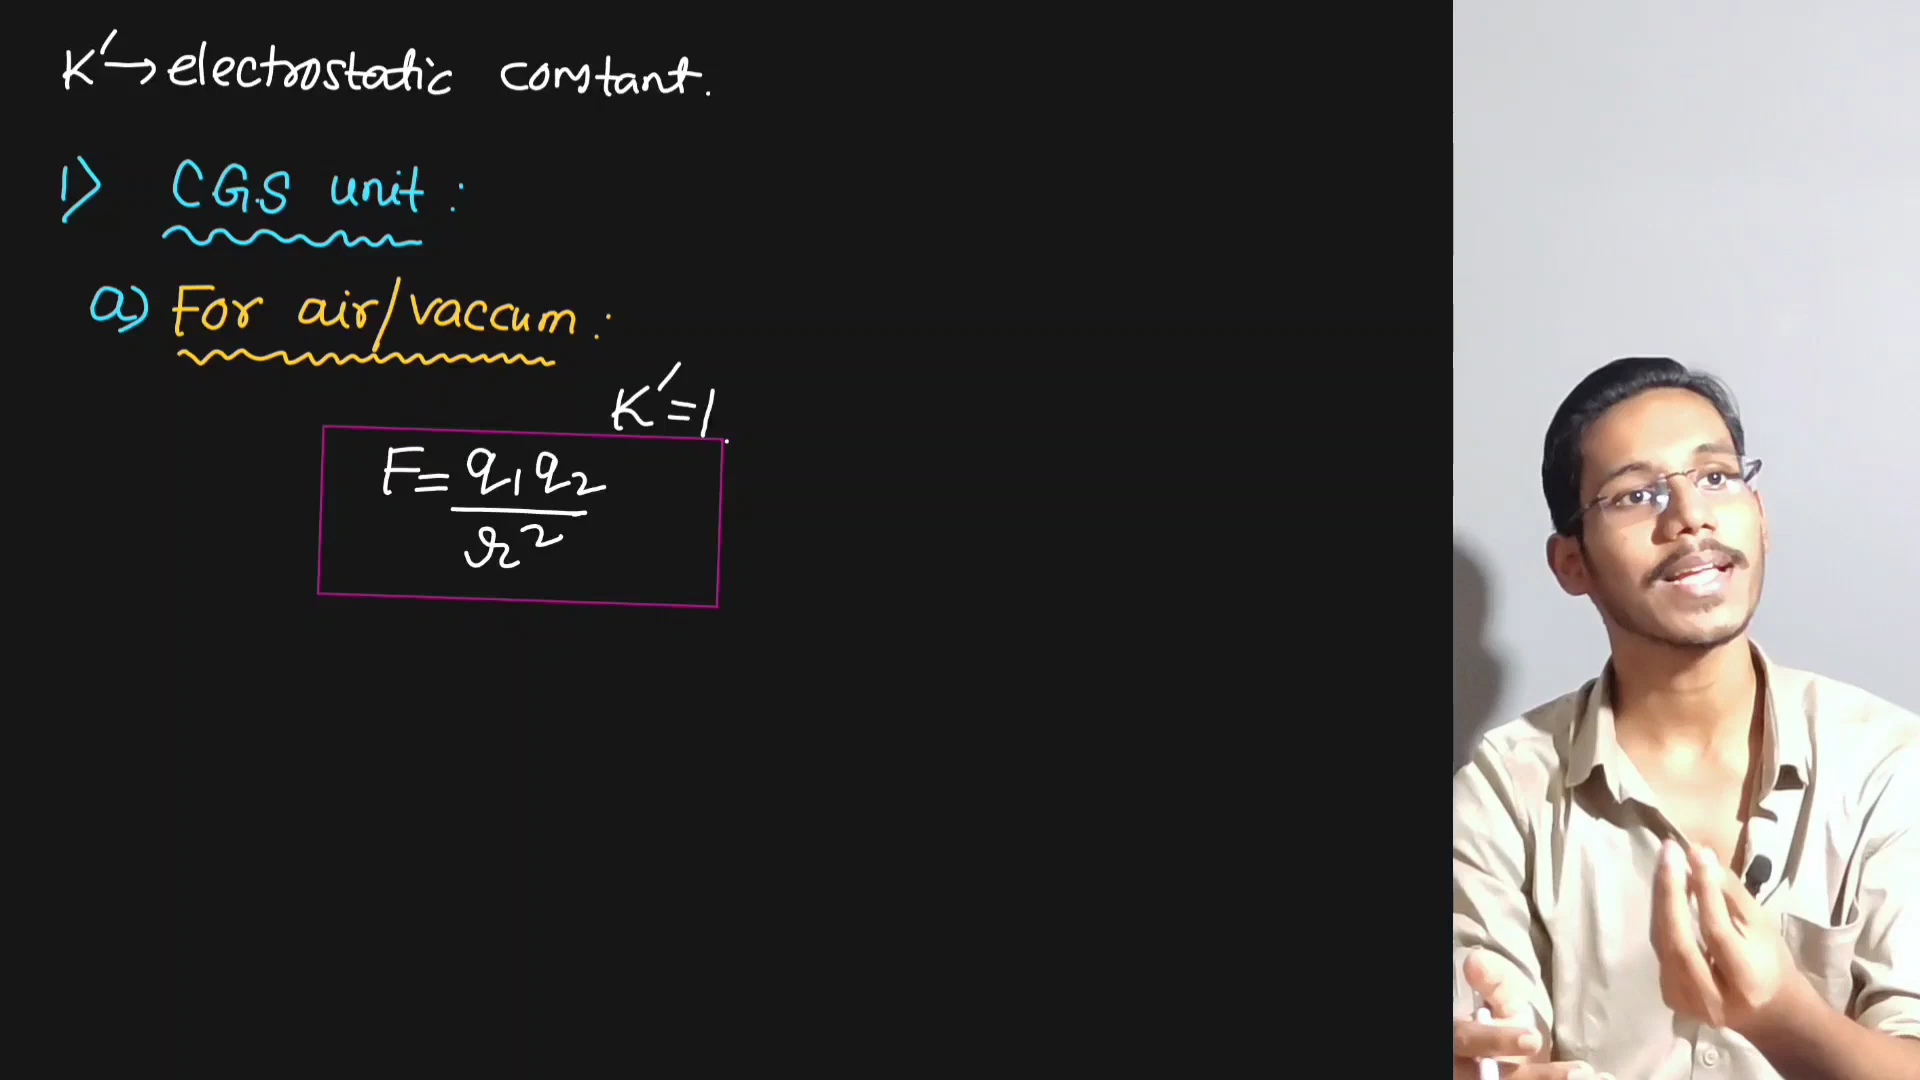 K' → electrostatic constant.
1) CGS unit :
a) For air/vaccum :
K'=1
F= q₁q₂
r²